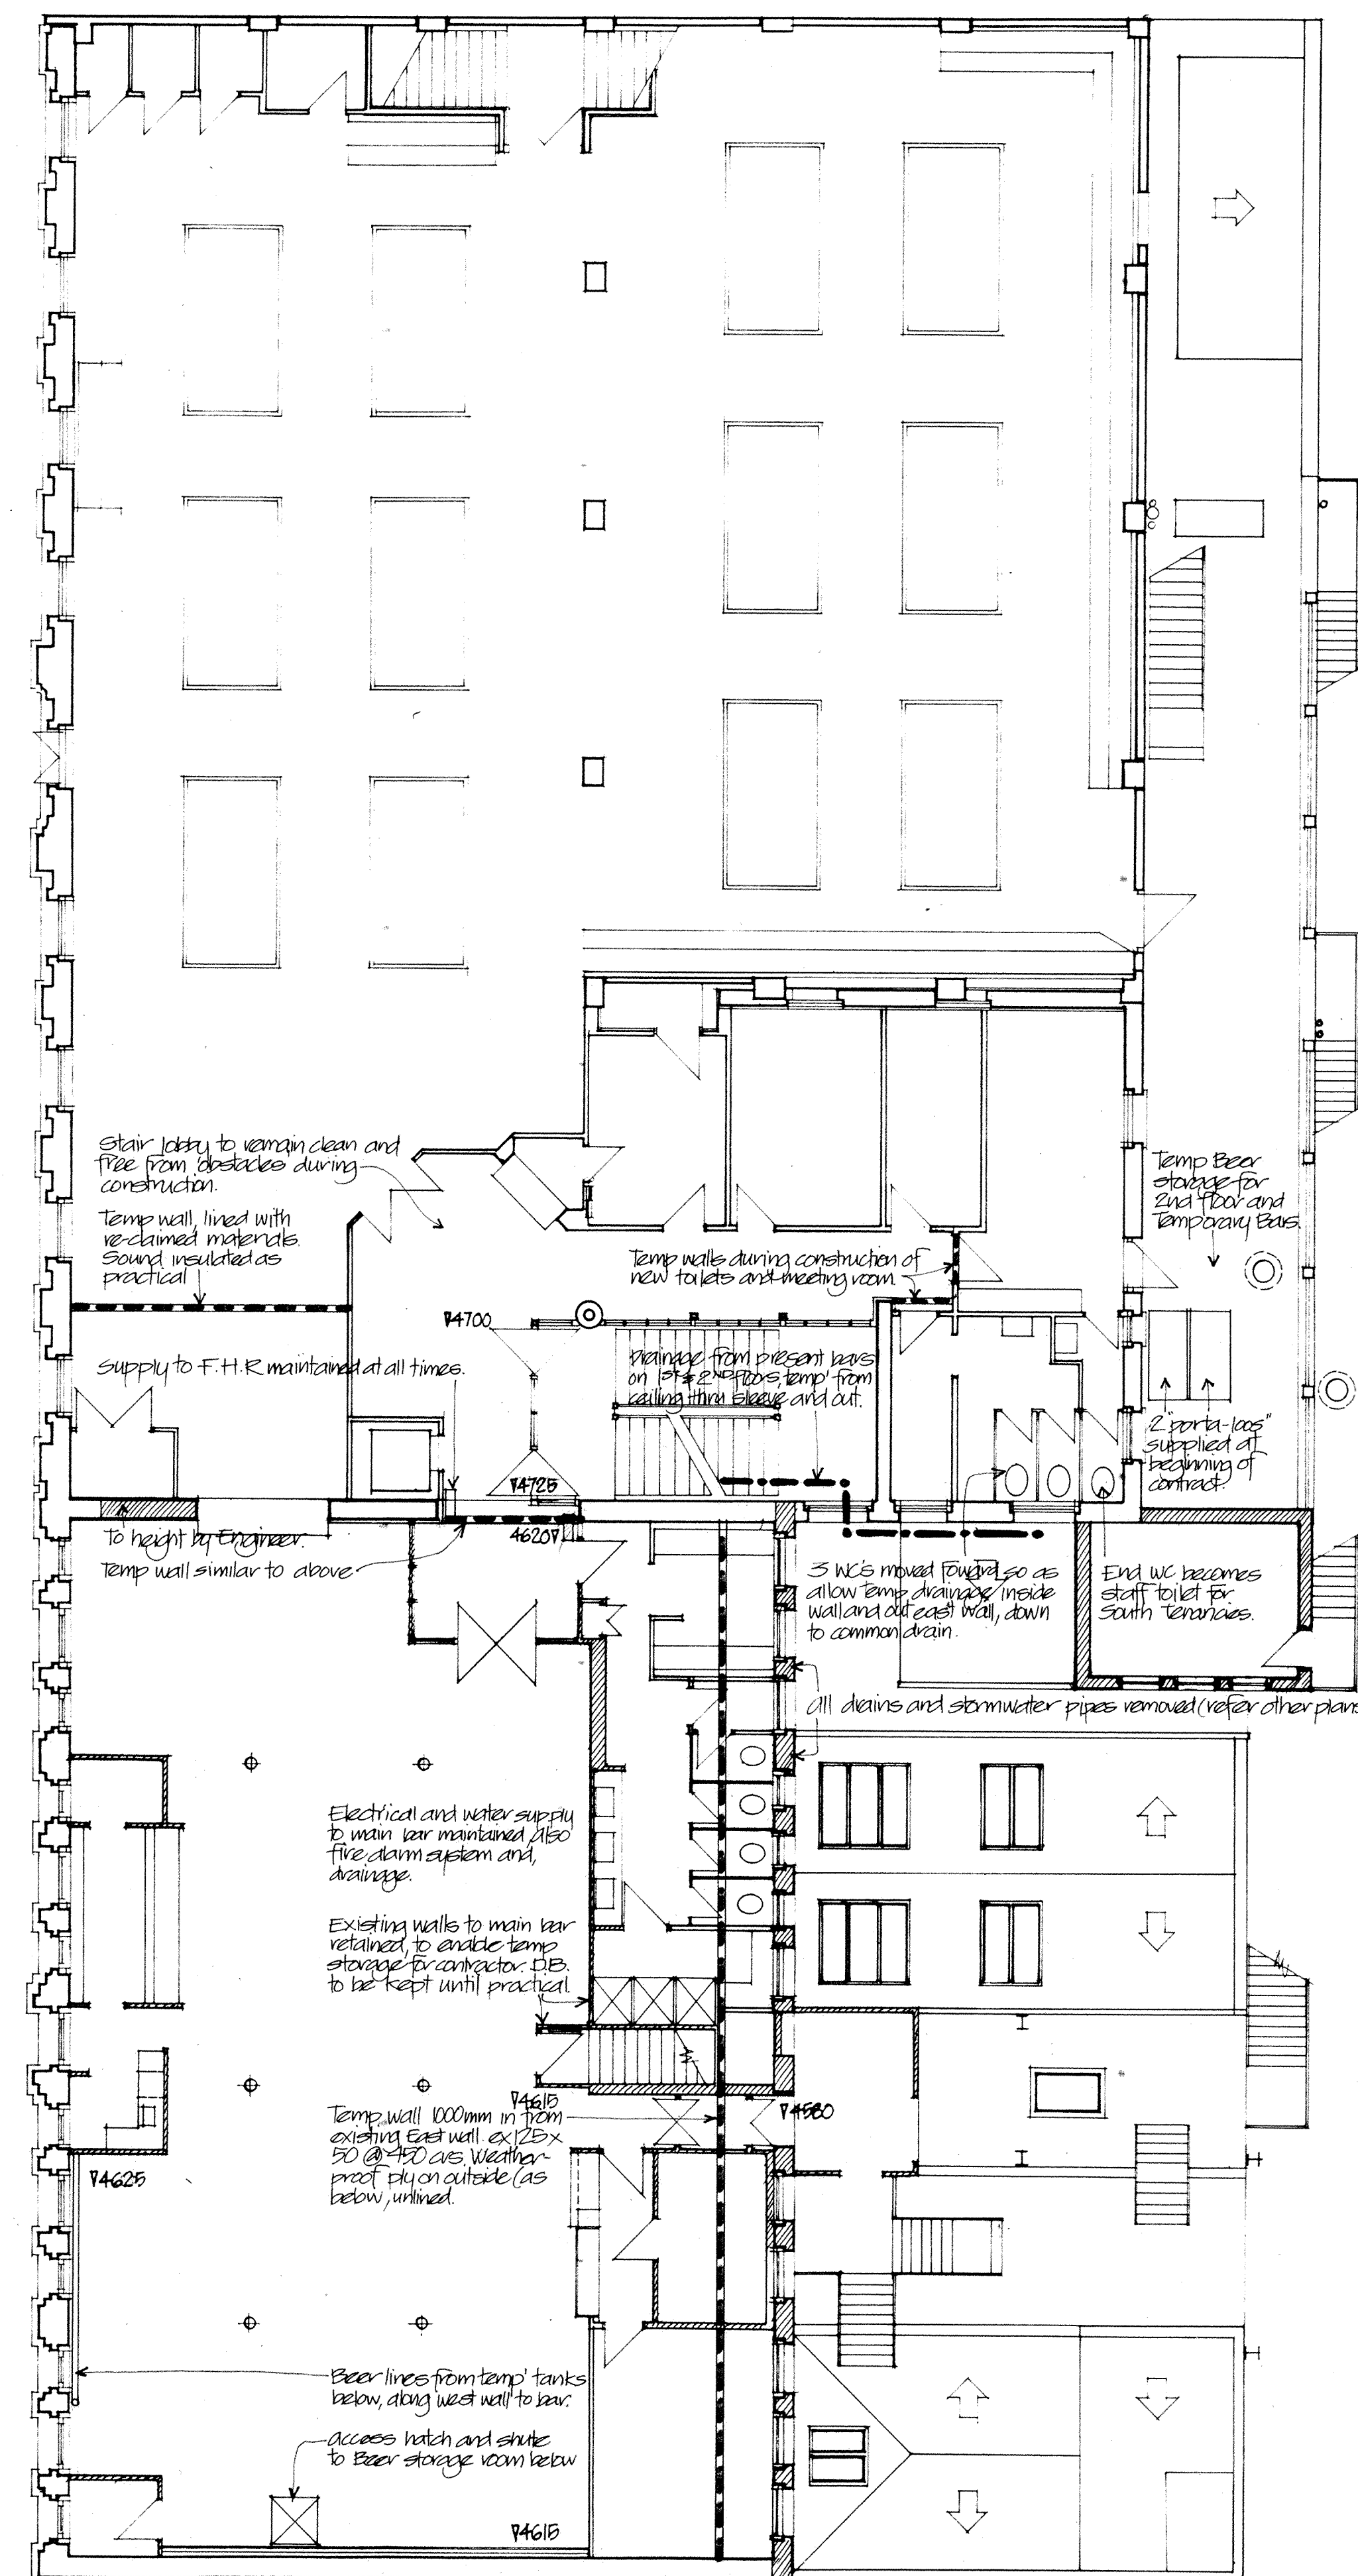 Stair lobby to remain clean and
free from obstacles during
construction.
Temp wall, lined with
re-claimed materials.
Sound insulated as
practical
Temp Beer
storage for
2nd floor and
Temporary Bars.
Temp walls during construction of
new toilets and meeting room
4700
Supply to F.H.R maintained at all times.
Drainage from present bars
on 1ST & 2ND floors, temp' from
ceiling thru sleeve and out.
2 "porta-loos"
supplied at
beginning of
contract.
4725
4620
To height by Engineer.
Temp wall similar to above
3 WC's moved forward so as
allow temp drainage inside
wall and out east wall, down
to common drain.
End WC becomes
staff toilet for
South Tenancies.
all drains and stormwater pipes removed (refer other plans
Electrical and water supply
to main bar maintained, also
fire alarm system and,
drainage.
Existing walls to main bar
retained, to enable temp
storage for contractor. D.B.
to be kept until practical.
4615
4580
Temp. wall 1000mm in from
existing East wall. ex 125 x
50 @ 450 crs. Weather-
proof ply on outside (as
below, unlined.
4625
Beer lines from temp' tanks
below, along west wall to bar.
access hatch and shute
to Beer storage room below
4615